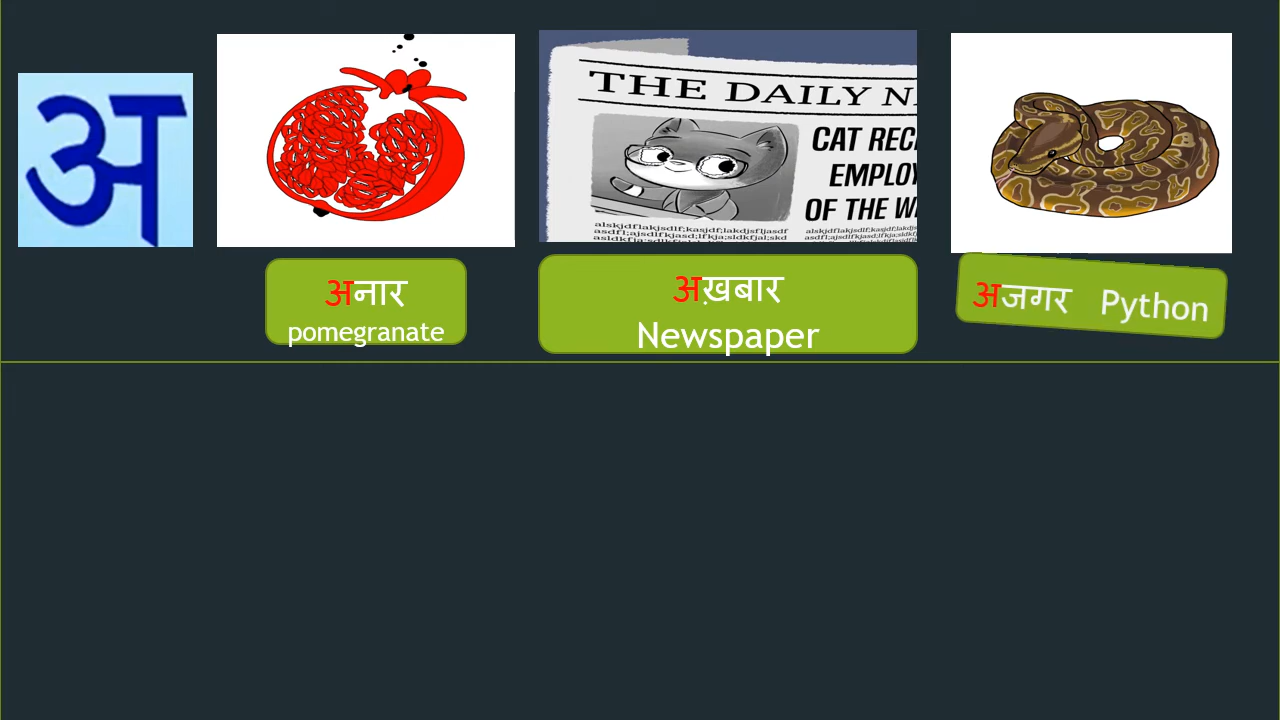 अ
THE DAILY N
CAT REC
EMPLOY
OF THE W
अनार
pomegranate
अख़बार
Newspaper
अजगर Python